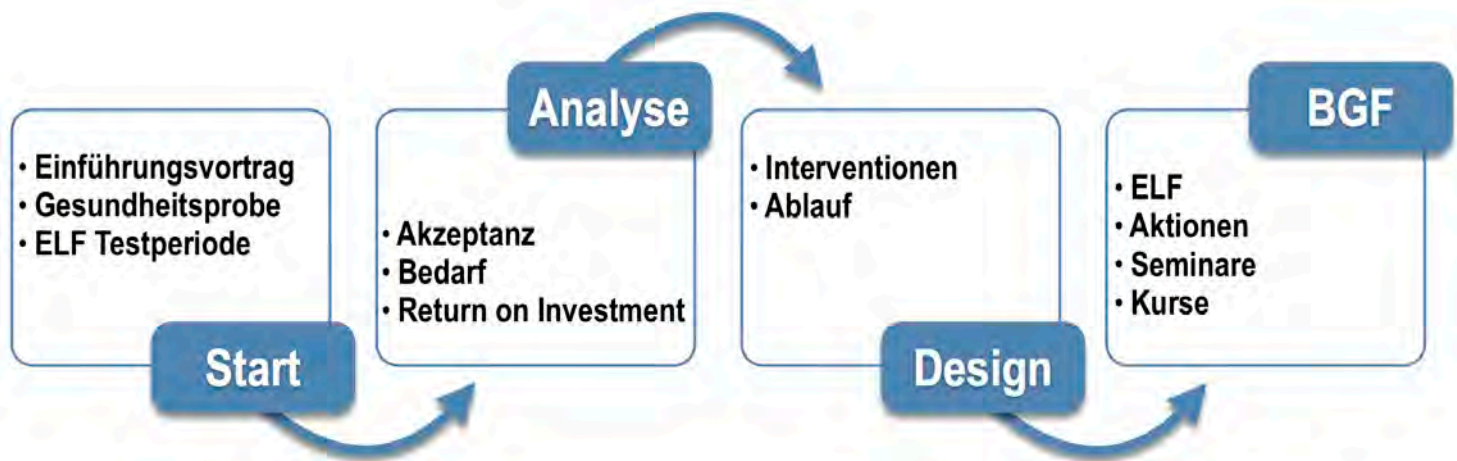 Start
· Einführungsvortrag
· Gesundheitsprobe
· ELF Testperiode
Analyse
· Akzeptanz
· Bedarf
· Return on Investment
Design
· Interventionen
· Ablauf
BGF
· ELF
· Aktionen
· Seminare
· Kurse